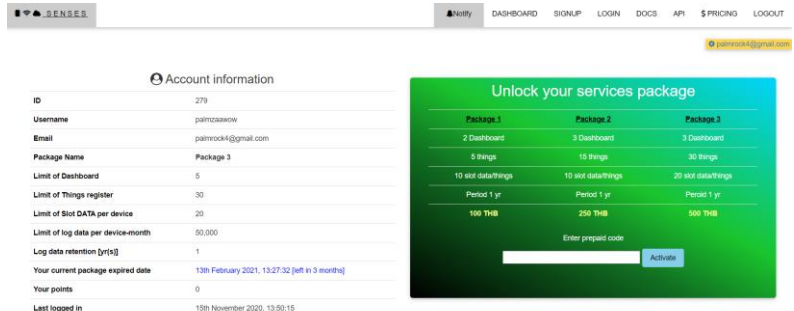 SENSES
Notify DASHBOARD SIGNUP LOGIN DOCS API $ PRICING LOGOUT
palmrock4@gmail.com
Account information
ID 279
Username palmzaawow
Email palmrock4@gmail.com
Package Name Package 3
Limit of Dashboard 5
Limit of Things register 30
Limit of Slot DATA per device 20
Limit of log data per device-month 50,000
Log data retention [yr(s)] 1
Your current package expired date 13th February 2021, 13:27:32 [left in 3 months]
Your points 0
Last logged in 15th November 2020, 13:50:15
Unlock your services package
Package 1 Package 2 Package 3
2 Dashboard 3 Dashboard 3 Dashboard
5 things 15 things 30 things
10 slot data/things 10 slot data/things 20 slot data/things
Period 1 yr Period 1 yr Peroid 1 yr
100 THB 250 THB 500 THB
Enter prepaid code
Activate